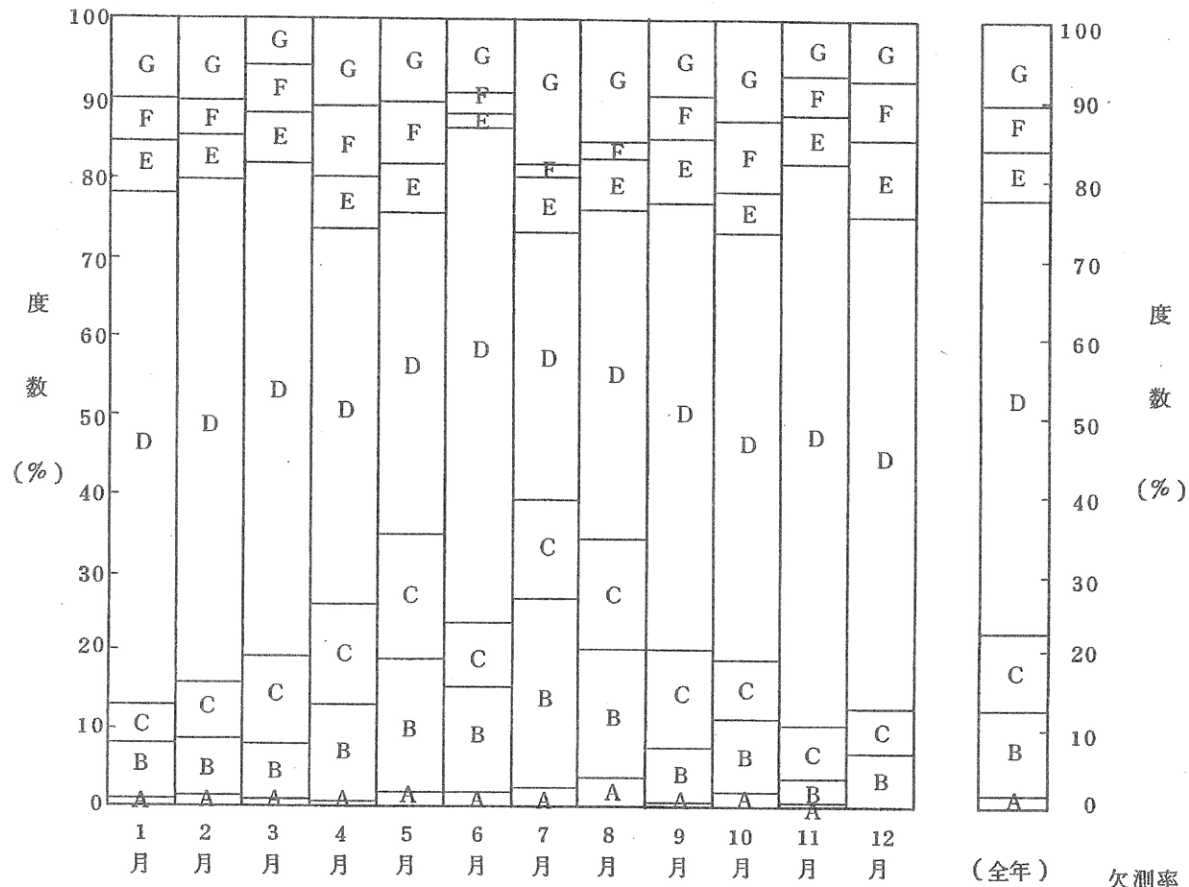 100 G G G G G G G G G G G G G 100
90 F F F F F F F F F F F F F 90
80 E E E E E E E E E E E E E 80
70 70
60 60
度 度
数 数
(%) (%)
50 D D D D D D D D D D D D D 50
40 40
30 30
20 C C C C C C C C C C C C C 20
10 B B B B B B B B B B B B B 10
0 A A A A A A A A A A A A 0
1 2 3 4 5 6 7 8 9 10 11 12
月 月 月 月 月 月 月 月 月 月 月 月
(全年) 欠測率